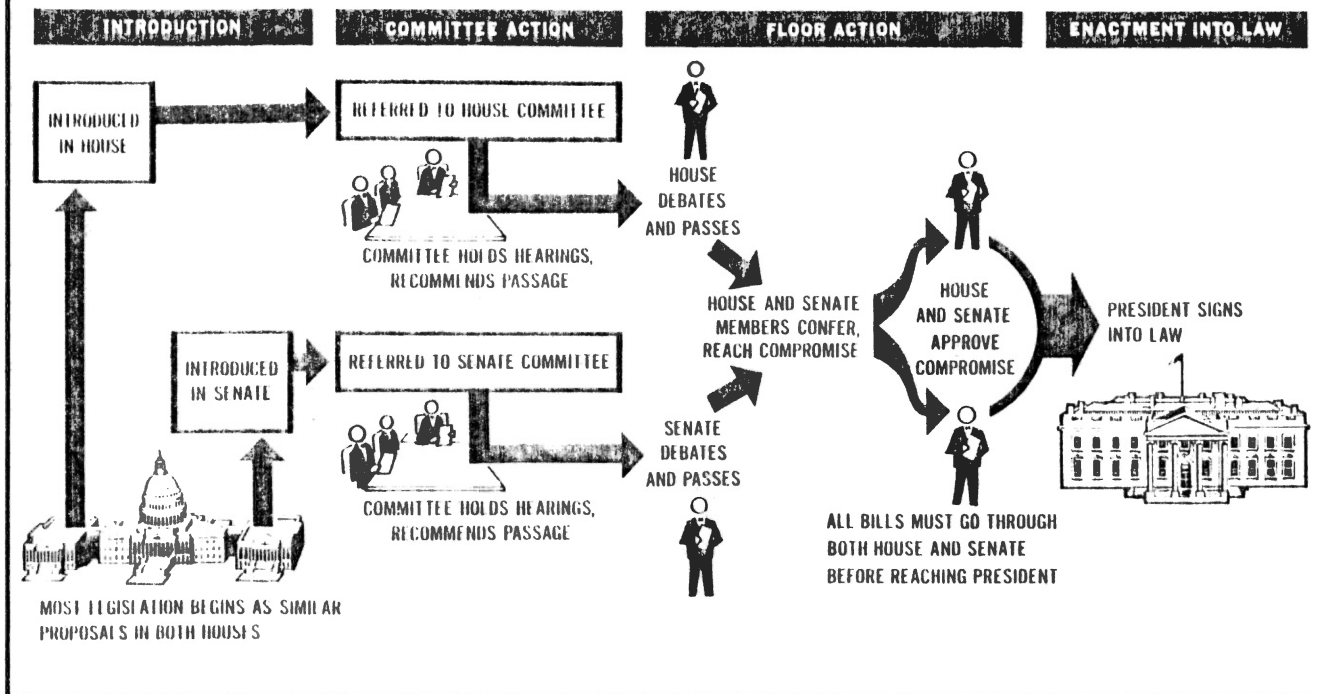 INTRODUCTION
COMMITTEE ACTION
FLOOR ACTION
ENACTMENT INTO LAW
INTRODUCED
IN HOUSE
REFERRED TO HOUSE COMMITTEE
COMMITTEE HOLDS HEARINGS,
RECOMMENDS PASSAGE
HOUSE
DEBATES
AND PASSES
INTRODUCED
IN SENATE
REFERRED TO SENATE COMMITTEE
COMMITTEE HOLDS HEARINGS,
RECOMMENDS PASSAGE
SENATE
DEBATES
AND PASSES
HOUSE AND SENATE
MEMBERS CONFER,
REACH COMPROMISE
HOUSE
AND SENATE
APPROVE
COMPROMISE
PRESIDENT SIGNS
INTO LAW
ALL BILLS MUST GO THROUGH
BOTH HOUSE AND SENATE
BEFORE REACHING PRESIDENT
MOST LEGISLATION BEGINS AS SIMILAR
PROPOSALS IN BOTH HOUSES